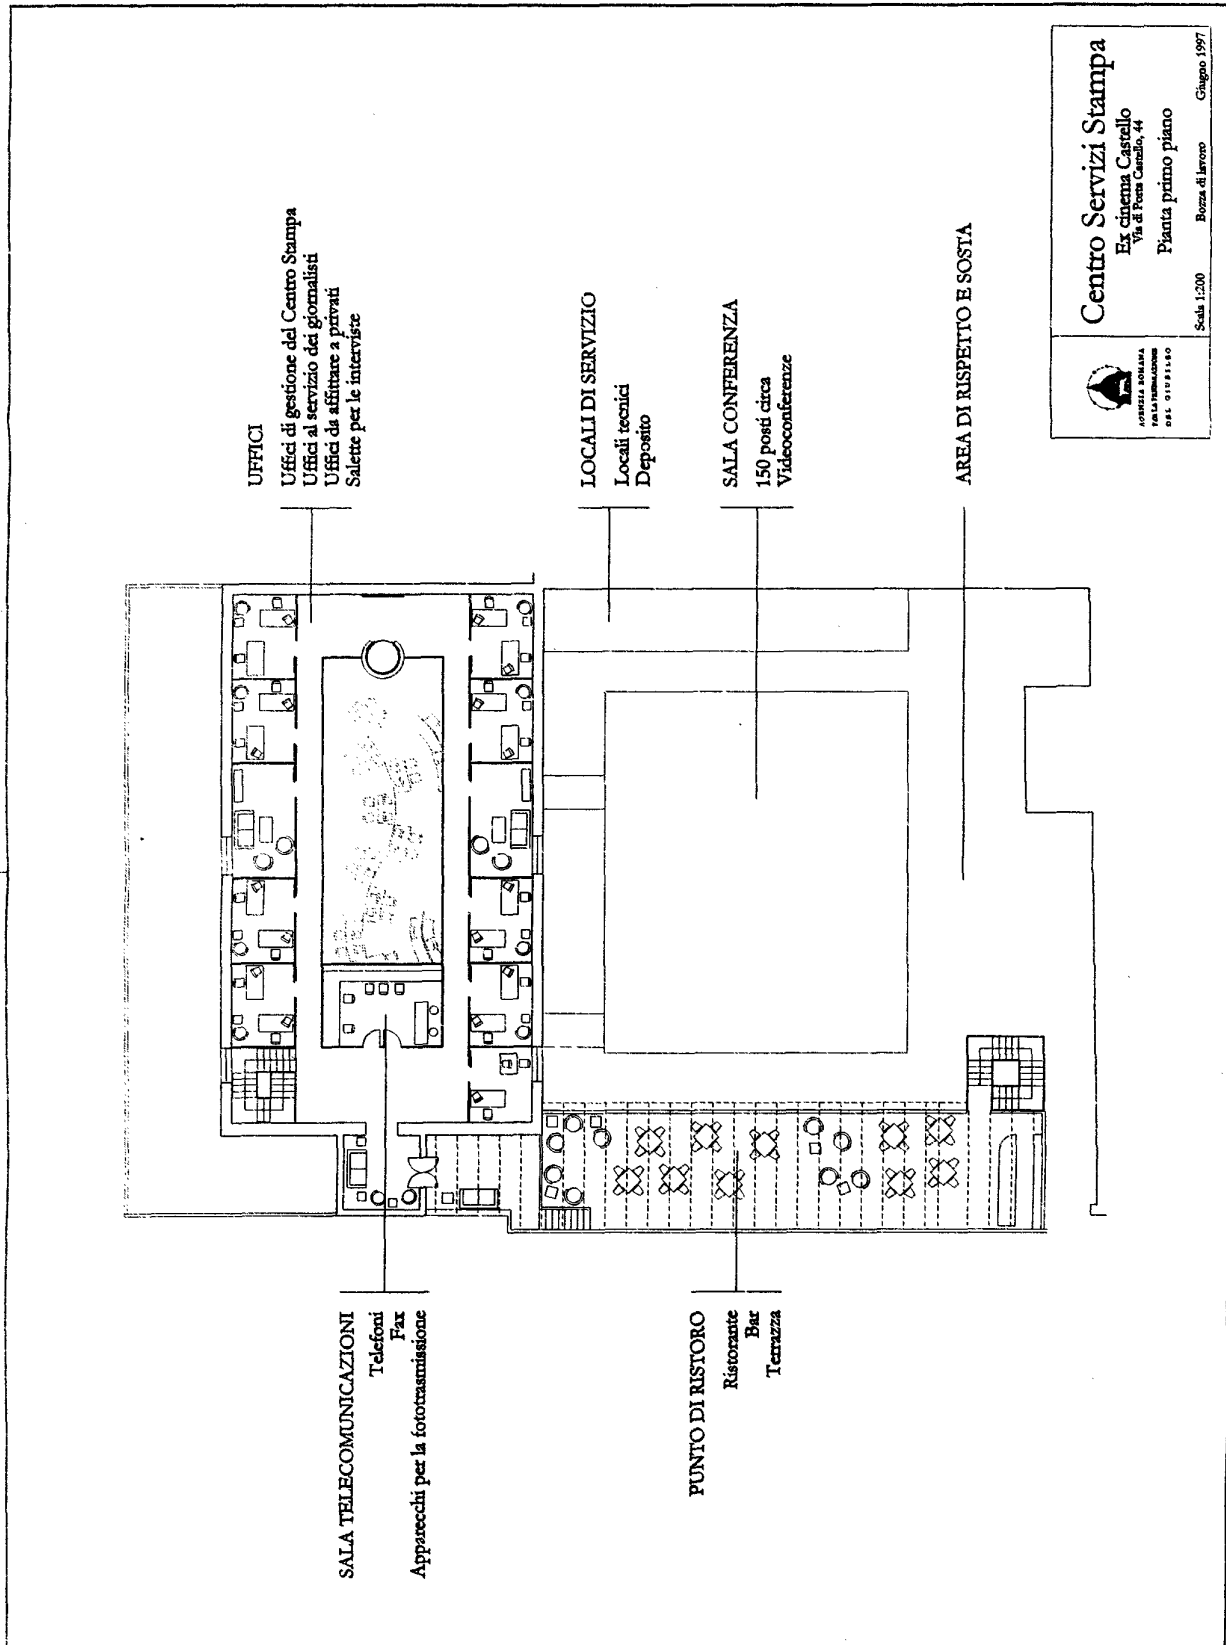 UFFICI
Uffici di gestione del Centro Stampa
Uffici al servizio dei giornalisti
Uffici da affittare a privati
Salette per le interviste
LOCALI DI SERVIZIO
Locali tecnici
Deposito
SALA CONFERENZA
150 posti circa
Videoconferenze
AREA DI RISPETTO E SOSTA
SALA TELECOMUNICAZIONI
Telefoni
Fax
Apparecchi per la fototrasmissione
PUNTO DI RISTORO
Ristorante
Bar
Terrazza
AGENZIA ROMANA
PER LA PREPARAZIONE
DEL GIUBILEO
Centro Servizi Stampa
Ex cinema Castello
Via di Porta Castello, 44
Pianta primo piano
Scala 1:200 Bozza di lavoro Giugno 1997